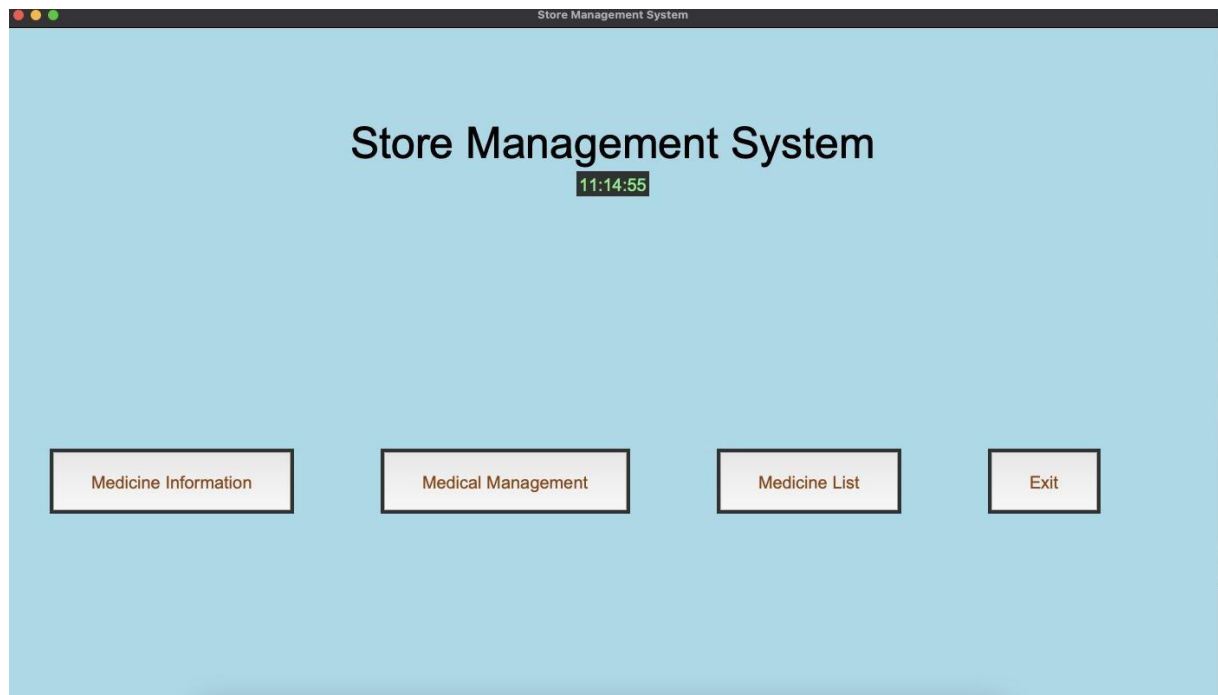 Store Management System
Store Management System
11:14:55
Medicine Information Medical Management Medicine List Exit